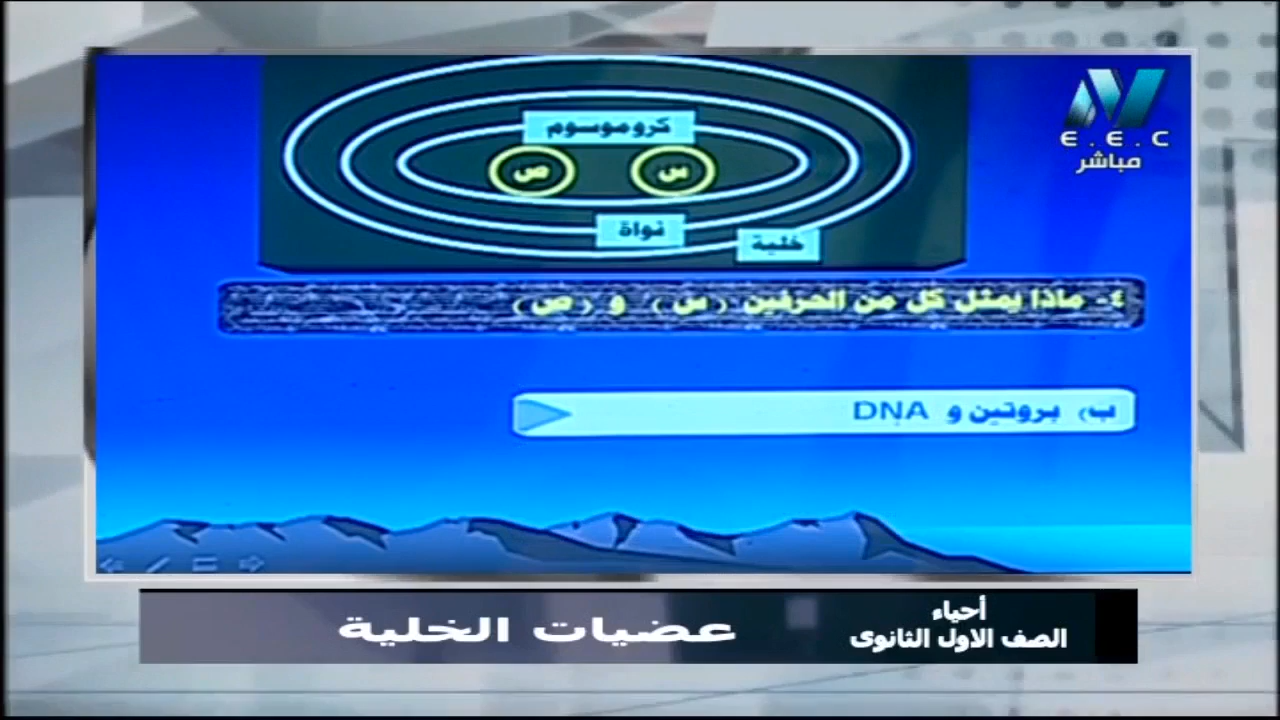 E.E.C
مباشر
كروموسوم
س
ص
نواة
خلية
٤- ماذا يمثل كل من الحرفين (س) و (ص)
ب) بروتين و DNA
أحياء
الصف الاول الثانوى
عضيات الخلية